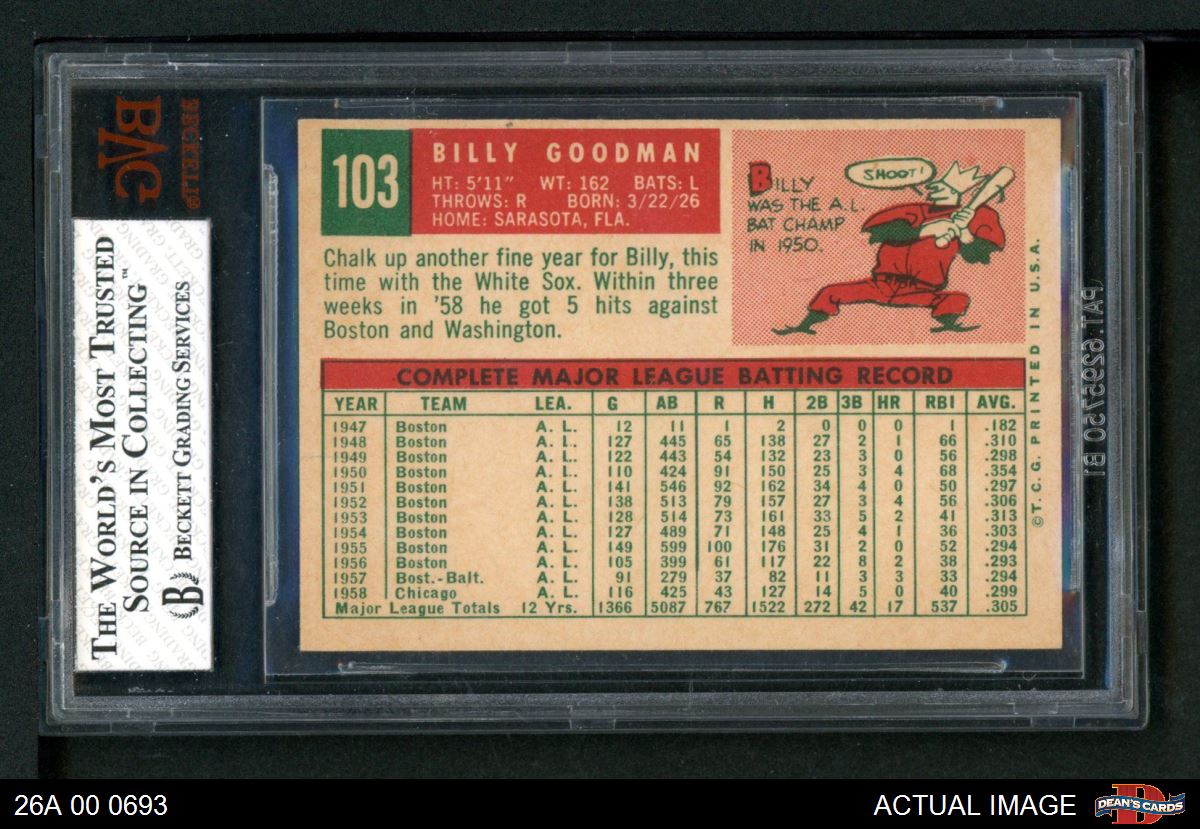 BECKETT®
BVG
THE WORLD'S MOST TRUSTED
SOURCE IN COLLECTING™
BECKETT GRADING SERVICES
B
103
BILLY GOODMAN
HT: 5'11" WT: 162 BATS: L
THROWS: R BORN: 3/22/26
HOME: SARASOTA, FLA.
Chalk up another fine year for Billy, this
time with the White Sox. Within three
weeks in '58 he got 5 hits against
Boston and Washington.
BILLY
WAS THE A.L.
BAT CHAMP
IN 1950.
SHOOT!
COMPLETE MAJOR LEAGUE BATTING RECORD
YEAR TEAM LEA. G AB R H 2B 3B HR RBI AVG.
1947 Boston A. L. 12 11 1 2 0 0 0 1 .182
1948 Boston A. L. 127 445 65 138 27 2 1 66 .310
1949 Boston A. L. 122 443 54 132 23 3 0 56 .298
1950 Boston A. L. 110 424 91 150 25 3 4 68 .354
1951 Boston A. L. 141 546 92 162 34 4 0 50 .297
1952 Boston A. L. 138 513 79 157 27 3 4 56 .306
1953 Boston A. L. 128 514 73 161 33 5 2 41 .313
1954 Boston A. L. 127 489 71 148 25 4 1 36 .303
1955 Boston A. L. 149 599 100 176 31 2 0 52 .294
1956 Boston A. L. 105 399 61 117 22 8 2 38 .293
1957 Bost.-Balt. A. L. 91 279 37 82 11 3 3 33 .294
1958 Chicago A. L. 116 425 43 127 14 5 0 40 .299
Major League Totals 12 Yrs. 1366 5087 767 1522 272 42 17 537 .305
©T. C. G. PRINTED IN U.S.A.
PAT.6295750 B1
26A 00 0693
ACTUAL IMAGE
DEAN'S CARDS